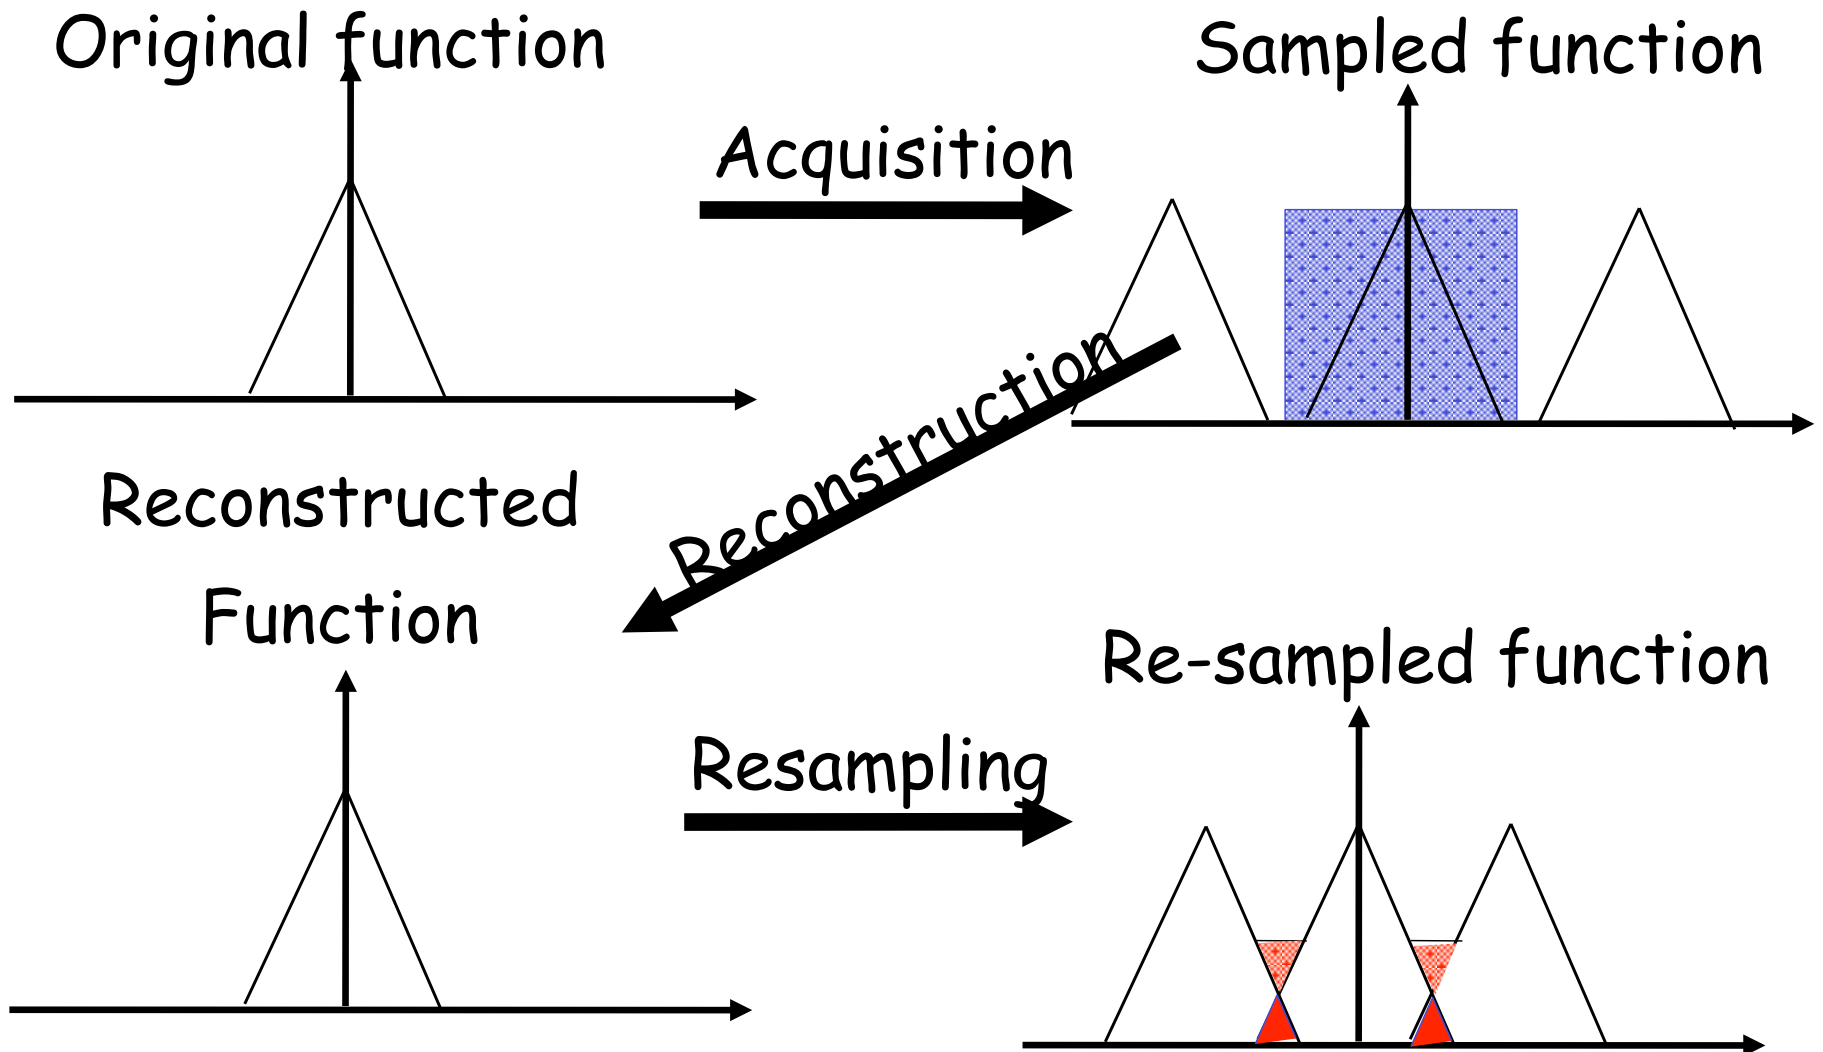 Original function
Acquisition
Sampled function
Reconstruction
Reconstructed
Function
Resampling
Re-sampled function